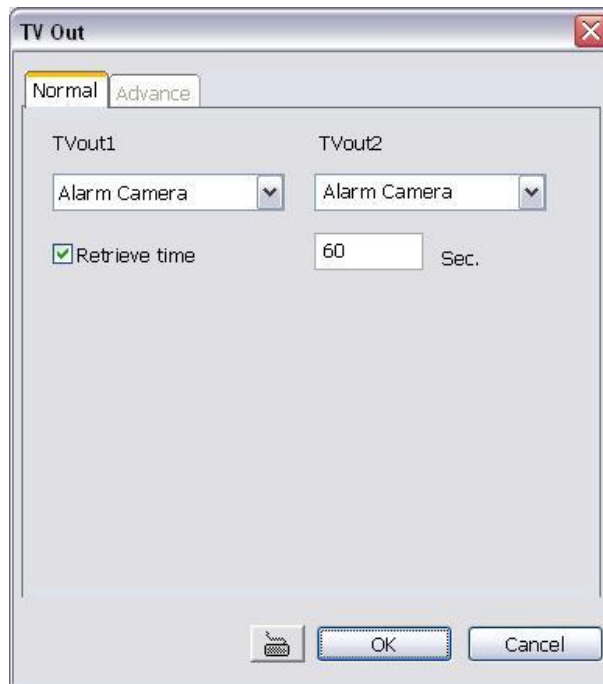 TV Out
Normal Advance
TVout1 TVout2
Alarm Camera Alarm Camera
Retrieve time 60 Sec.
OK Cancel